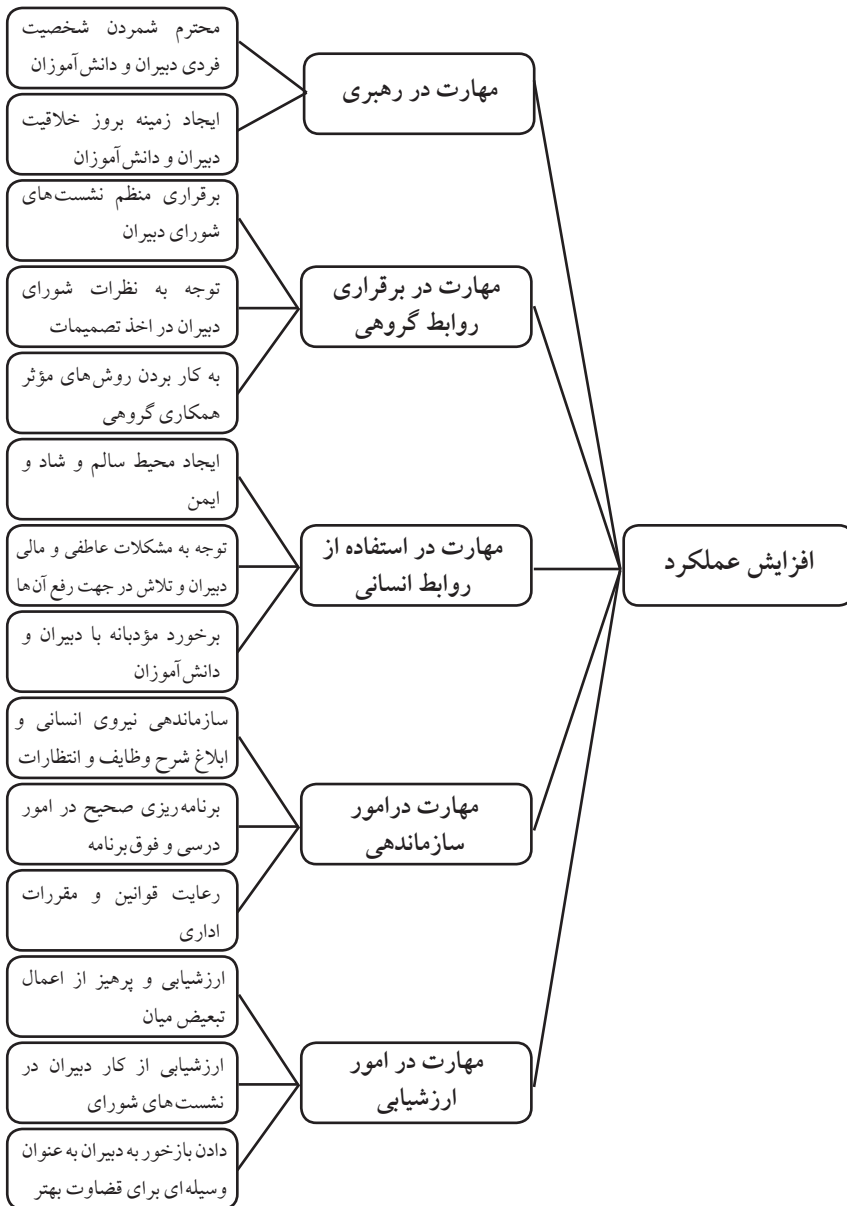 افزایش عملکرد
مهارت در رهبری
محترم شمردن شخصیت
فردی دبیران و دانش‌آموزان
ایجاد زمینه بروز خلاقیت
دبیران و دانش‌آموزان
مهارت در برقراری
روابط گروهی
برقراری منظم نشست‌های
شورای دبیران
توجه به نظرات شورای
دبیران در اخذ تصمیمات
به کار بردن روش‌های مؤثر
همکاری گروهی
مهارت در استفاده از
روابط انسانی
ایجاد محیط سالم و شاد و
ایمن
توجه به مشکلات عاطفی و مالی
دبیران و تلاش در جهت رفع آن‌ها
برخورد مؤدبانه با دبیران و
دانش‌آموزان
مهارت درامور
سازماندهی
سازماندهی نیروی انسانی و
ابلاغ شرح وظایف و انتظارات
برنامه‌ریزی صحیح در امور
درسی و فوق‌برنامه
رعایت قوانین و مقررات
اداری
مهارت در امور
ارزشیابی
ارزشیابی و پرهیز از اعمال
تبعیض میان
ارزشیابی از کار دبیران در
نشست‌های شورای
دادن بازخور به دبیران به عنوان
وسیله‌ای برای قضاوت بهتر